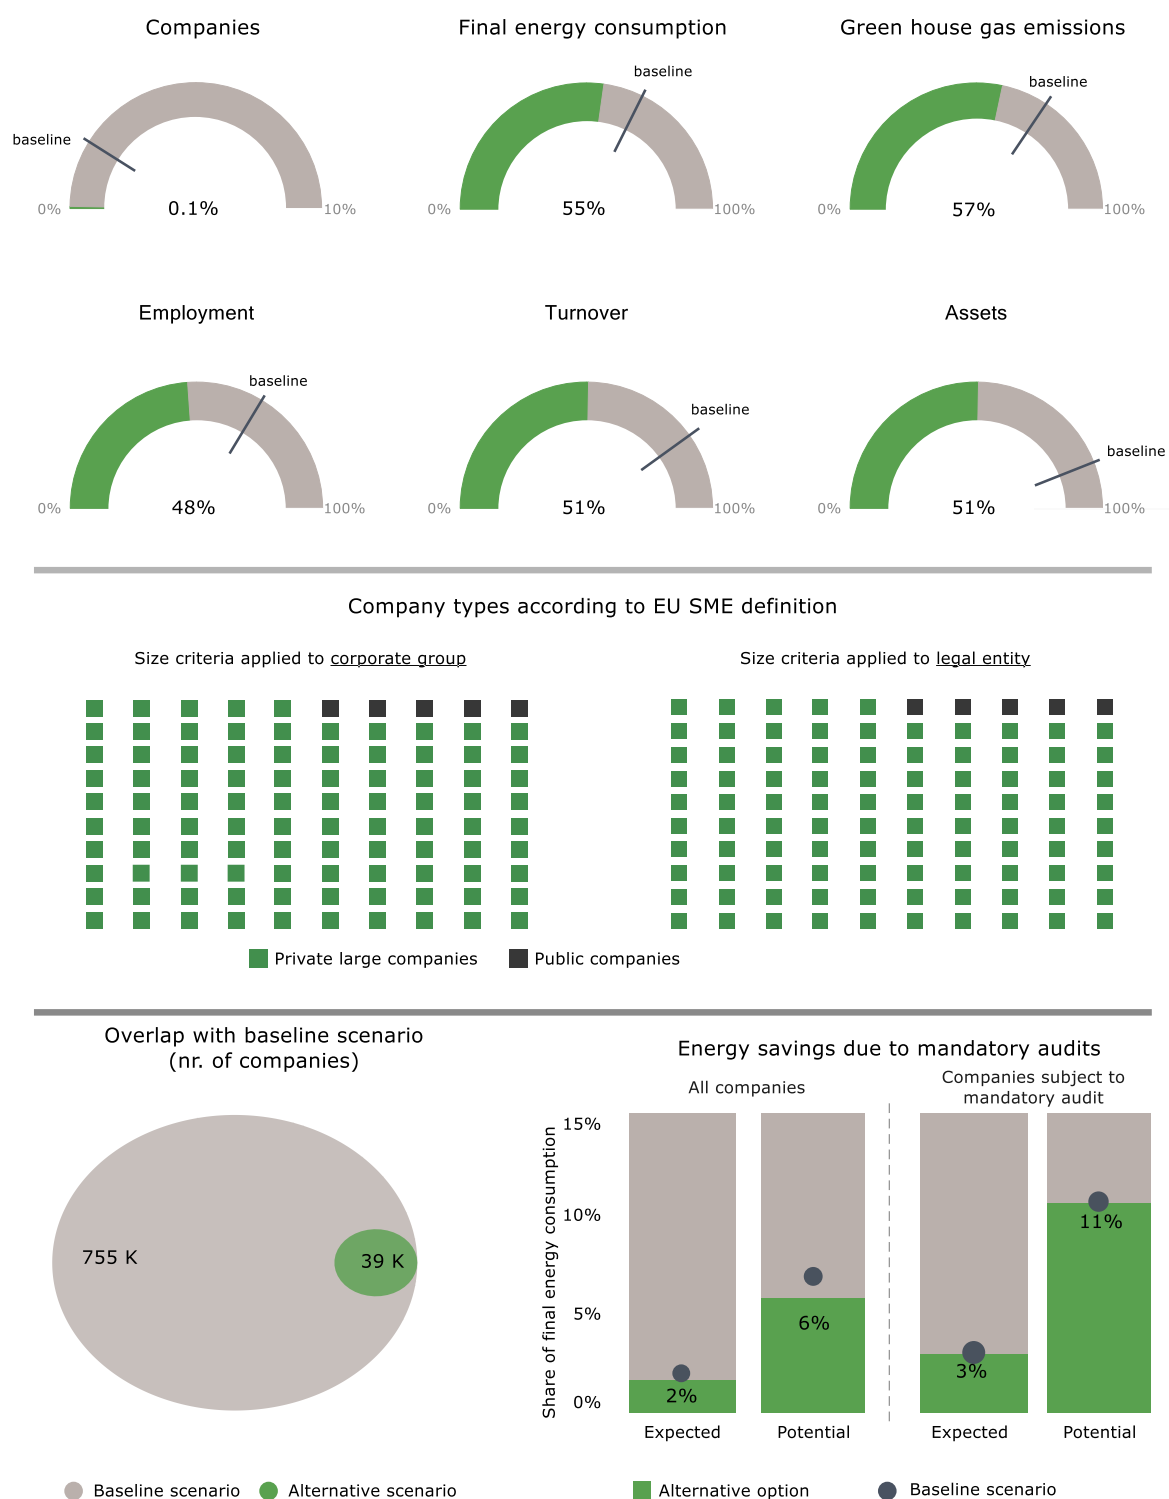 Companies
Final energy consumption
Green house gas emissions
baseline
0%
0.1%
10%
baseline
0%
55%
100%
baseline
0%
57%
100%
Employment
Turnover
Assets
baseline
0%
48%
100%
baseline
0%
51%
100%
baseline
0%
51%
100%
Company types according to EU SME definition
Size criteria applied to corporate group
Size criteria applied to legal entity
Private large companies
Public companies
Overlap with baseline scenario
(nr. of companies)
755 K
39 K
Baseline scenario
Alternative scenario
Energy savings due to mandatory audits
All companies
Companies subject to
mandatory audit
Share of final energy consumption
15%
10%
5%
0%
2%
6%
3%
11%
Expected
Potential
Expected
Potential
Alternative option
Baseline scenario